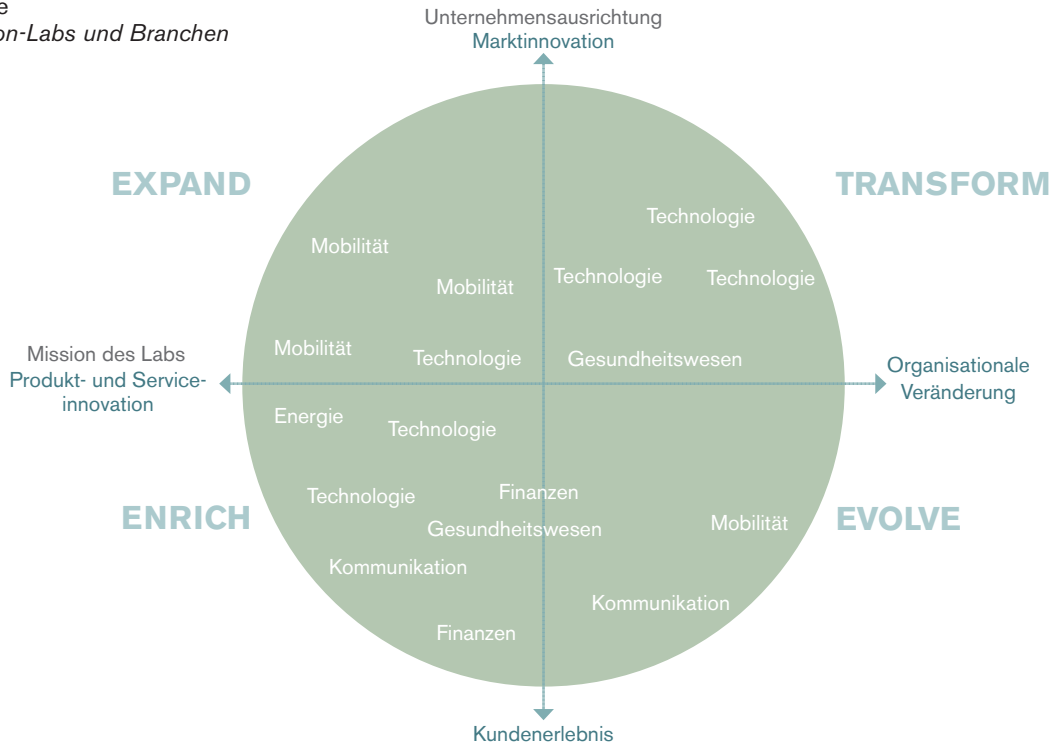 on-Labs und Branchen
Unternehmensausrichtung
Marktinnovation
EXPAND
TRANSFORM
Technologie
Mobilität
Technologie
Technologie
Mobilität
Mobilität
Technologie
Gesundheitswesen
Mission des Labs
Produkt- und Service-
innovation
Organisationale
Veränderung
Energie
Technologie
Technologie
Finanzen
ENRICH
Gesundheitswesen
Mobilität
EVOLVE
Kommunikation
Kommunikation
Finanzen
Kundenerlebnis